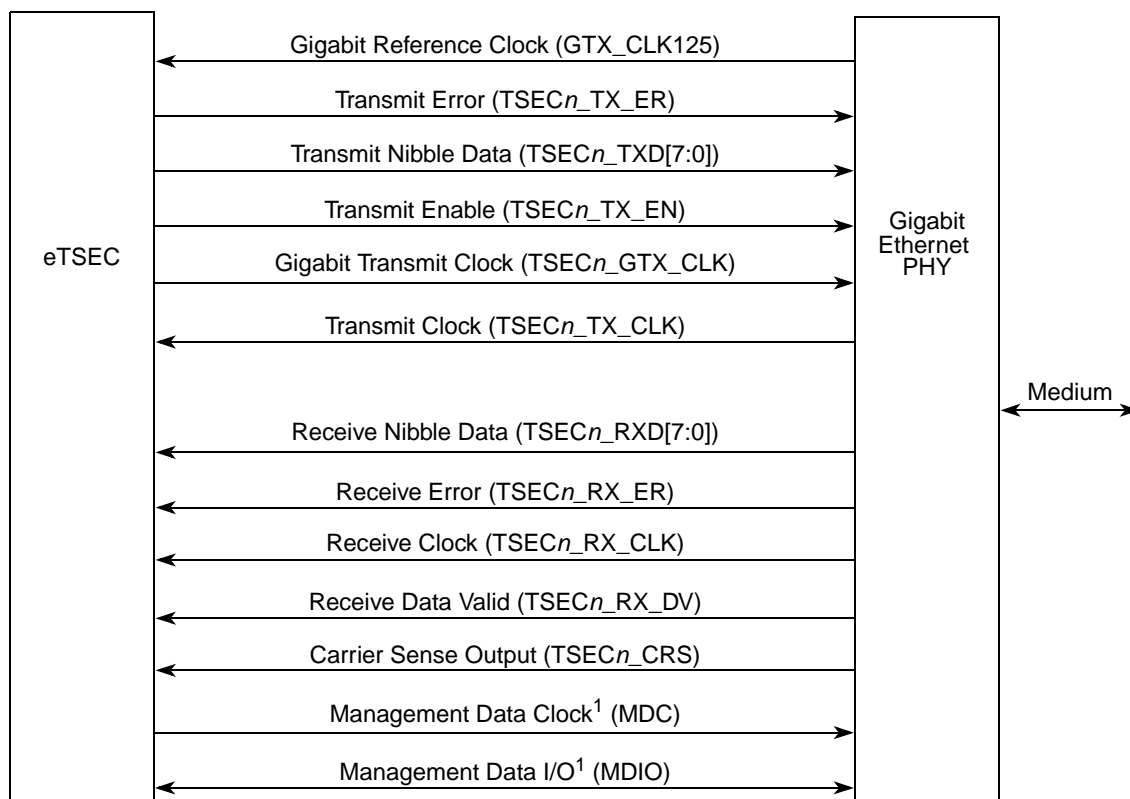 Gigabit Reference Clock (GTX_CLK125)
Transmit Error (TSECn_TX_ER)
Transmit Nibble Data (TSECn_TXD[7:0])
Transmit Enable (TSECn_TX_EN)
eTSEC
Gigabit Transmit Clock (TSECn_GTX_CLK)
Gigabit
Ethernet
PHY
Transmit Clock (TSECn_TX_CLK)
Medium
Receive Nibble Data (TSECn_RXD[7:0])
Receive Error (TSECn_RX_ER)
Receive Clock (TSECn_RX_CLK)
Receive Data Valid (TSECn_RX_DV)
Carrier Sense Output (TSECn_CRS)
Management Data Clock¹ (MDC)
Management Data I/O¹ (MDIO)